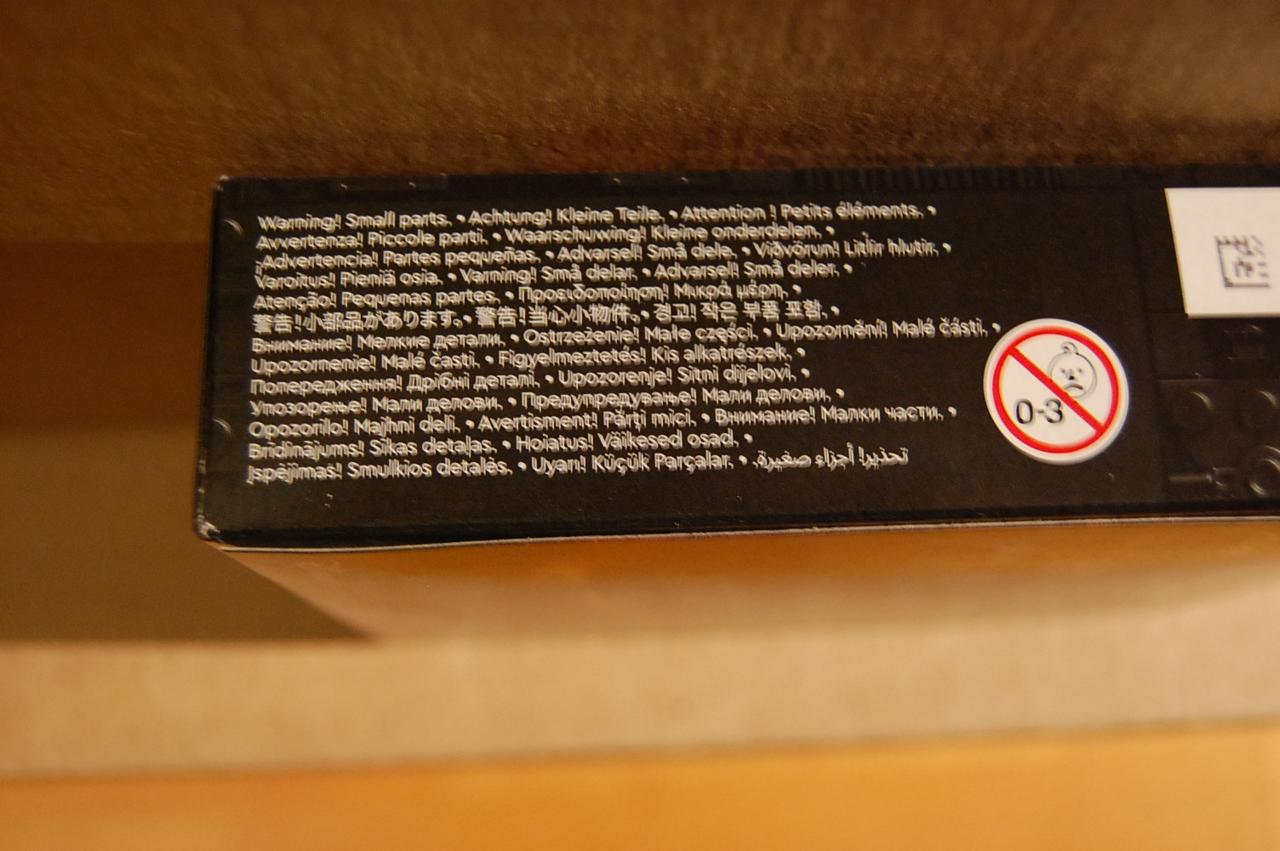 Warning! Small parts. • Achtung! Kleine Teile. • Attention ! Petits éléments. •
Avvertenza! Piccole parti. • Waarschuwing! Kleine onderdelen. •
¡Advertencia! Partes pequeñas. • Advarsel! Små dele. • Viðvörun! Litlir hlutir. •
Varoitus! Pieniä osia. • Varning! Små delar. • Advarsel! Små deler. •
Atenção! Pequenas partes. • Προειδοποίηση! Μικρά μέρη. •
警告!小部品があります。• 警告!当心小物件。• 경고! 작은 부품 포함. •
Внимание! Мелкие детали. • Ostrzeżenie! Małe części. • Upozornění! Malé části. •
Upozornenie! Malé časti. • Figyelmeztetés! Kis alkatrészek. •
Попередження! Дрібні деталі. • Upozorenje! Sitni dijelovi. •
Упозорење! Мали делови. • Предупредување! Мали делови. •
Opozorilo! Majhni deli. • Avertisment! Părți mici. • Внимание! Малки части. •
Brīdinājums! Sīkas detaļas. • Hoiatus! Väikesed osad. •
Įspėjimas! Smulkios detalės. • Uyarı! Küçük Parçalar. • تحذير! أجزاء صغيرة.
0-3